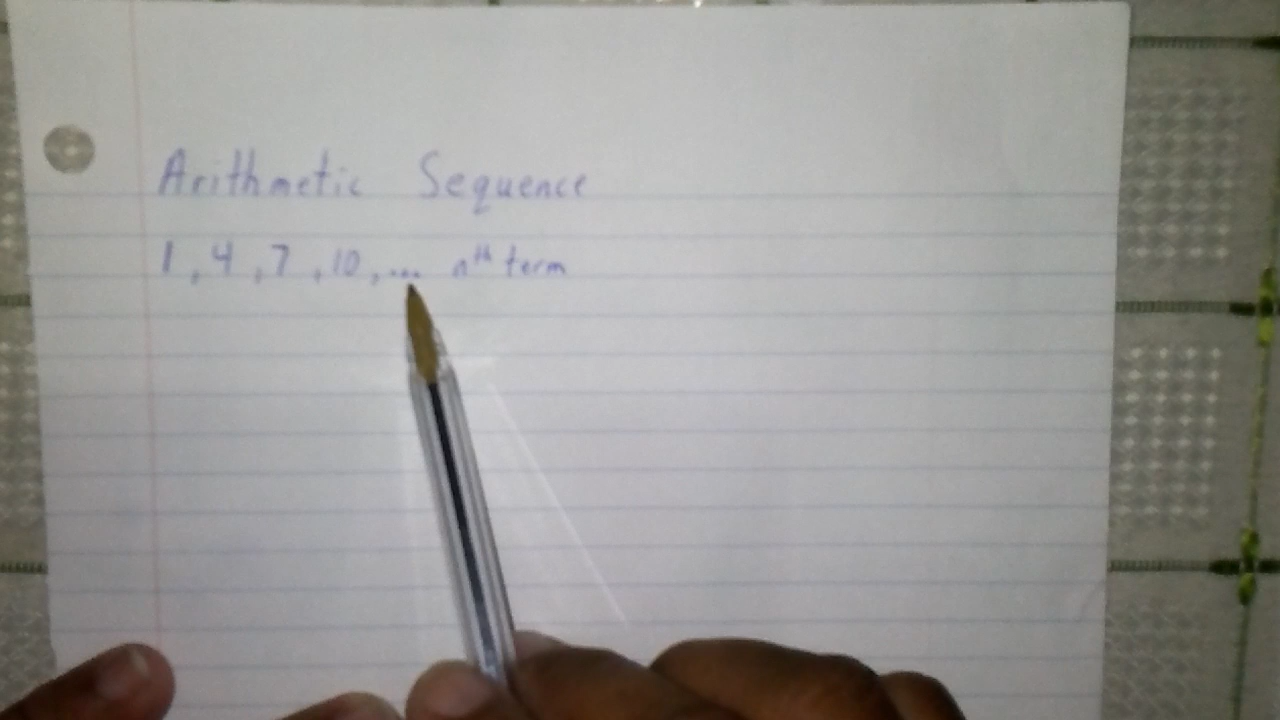 Arithmetic Sequence
1, 4, 7, 10, ... nth term